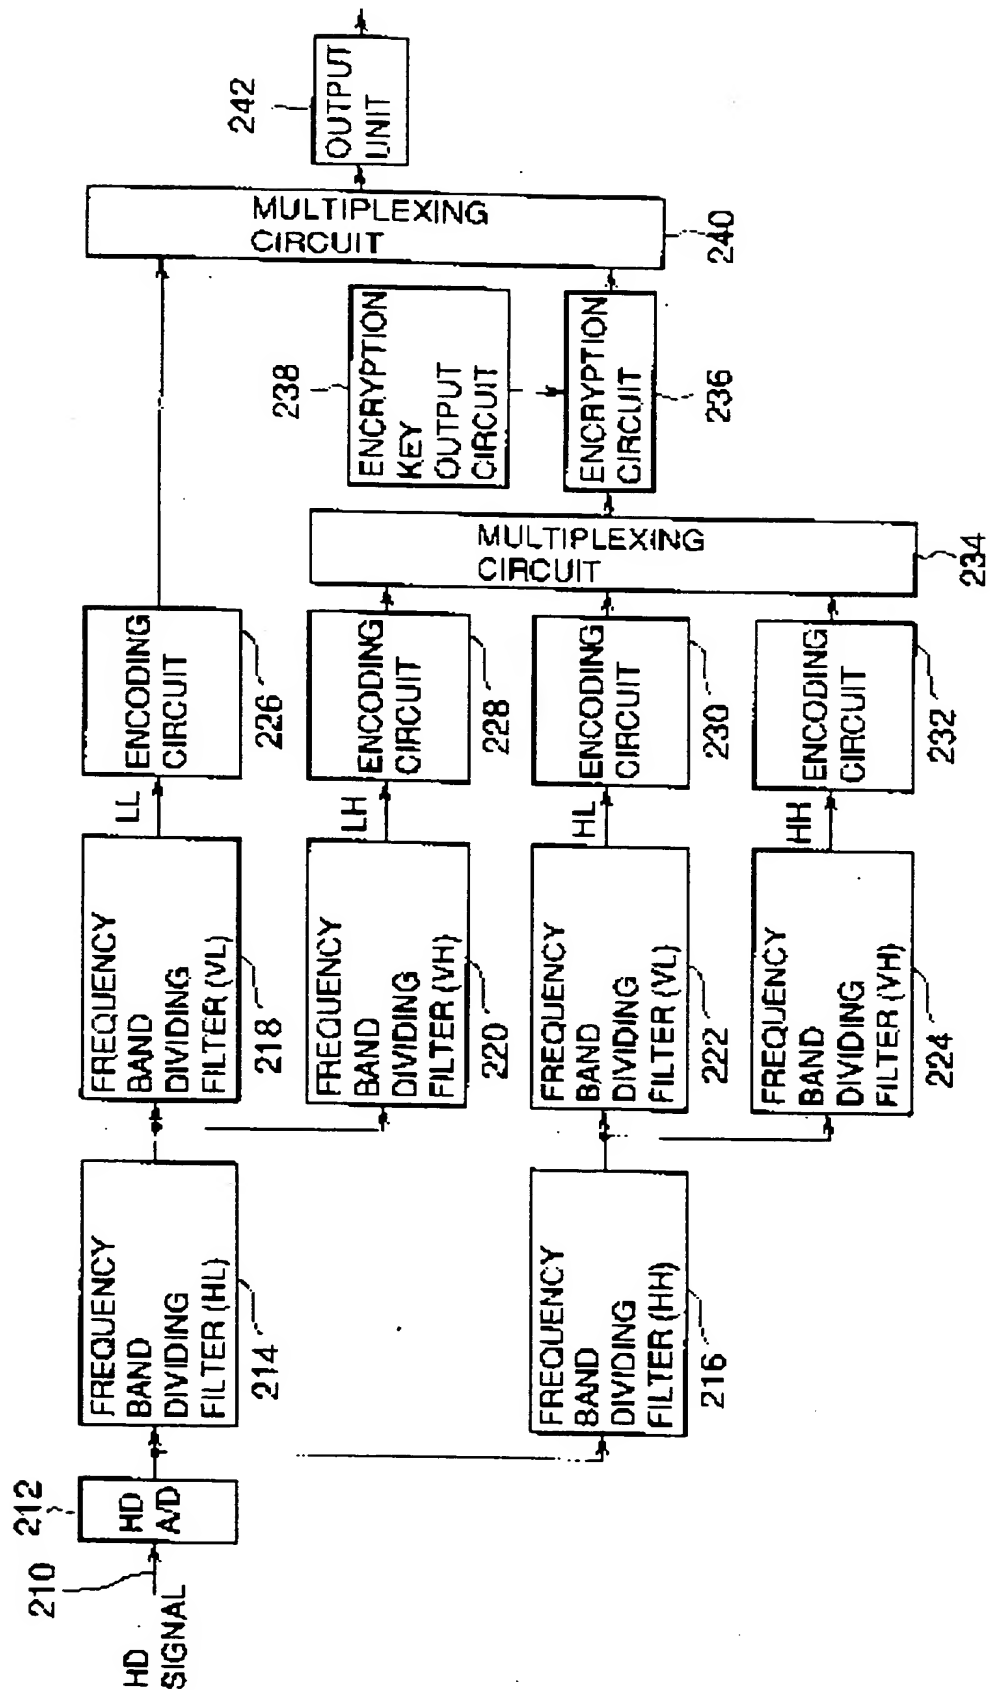 HD
SIGNAL
210
212
HD
A/D
FREQUENCY
BAND
DIVIDING
FILTER (HL)
214
FREQUENCY
BAND
DIVIDING
FILTER (HH)
216
FREQUENCY
BAND
DIVIDING
FILTER (VL)
218
FREQUENCY
BAND
DIVIDING
FILTER (VH)
220
FREQUENCY
BAND
DIVIDING
FILTER (VL)
222
FREQUENCY
BAND
DIVIDING
FILTER (VH)
224
LL
LH
HL
HH
ENCODING
CIRCUIT
226
ENCODING
CIRCUIT
228
ENCODING
CIRCUIT
230
ENCODING
CIRCUIT
232
MULTIPLEXING
CIRCUIT
234
238
ENCRYPTION
KEY
OUTPUT
CIRCUIT
ENCRYPTION
CIRCUIT
236
MULTIPLEXING
CIRCUIT
240
242
OUTPUT
UNIT